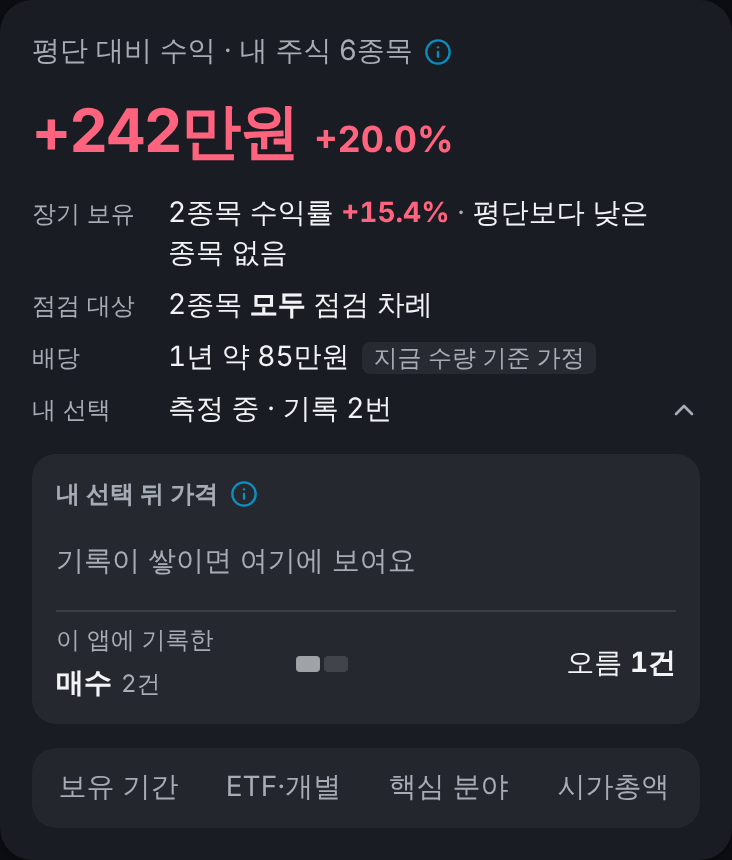 평단 대비 수익 · 내 주식 6종목
+242만원 +20.0%
장기 보유 2종목 수익률 +15.4% · 평단보다 낮은
종목 없음
점검 대상 2종목 모두 점검 차례
배당 1년 약 85만원 지금 수량 기준 가정
내 선택 측정 중 · 기록 2번
내 선택 뒤 가격
기록이 쌓이면 여기에 보여요
이 앱에 기록한
매수 2건 오름 1건
보유 기간 ETF·개별 핵심 분야 시가총액